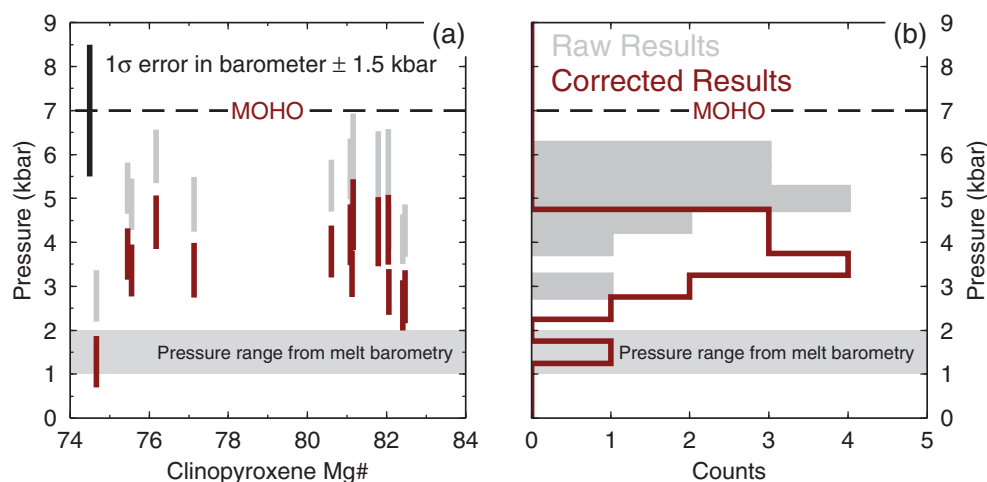 (a)
1σ error in barometer ± 1.5 kbar
MOHO
Pressure range from melt barometry
Pressure (kbar)
9
8
7
6
5
4
3
2
1
0
74
76
78
80
82
84
Clinopyroxene Mg#
(b)
Raw Results
Corrected Results
MOHO
Pressure range from melt barometry
9
8
7
6
5
4
3
2
1
0
Pressure (kbar)
0
1
2
3
4
5
Counts